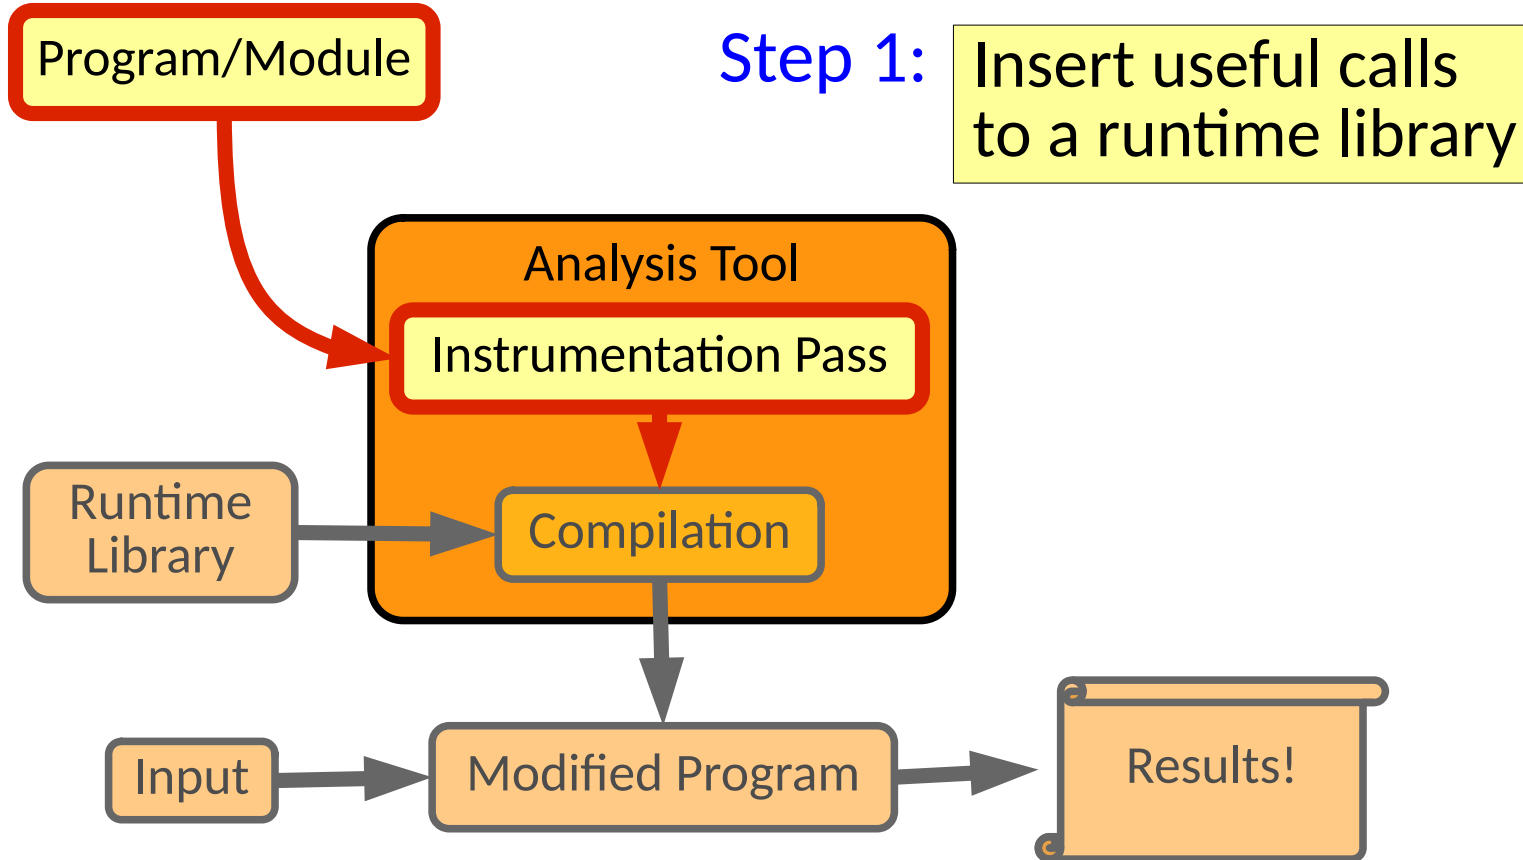 Program/Module
Step 1:
Insert useful calls
to a runtime library
Analysis Tool
Instrumentation Pass
Runtime
Library
Compilation
Input
Modified Program
Results!